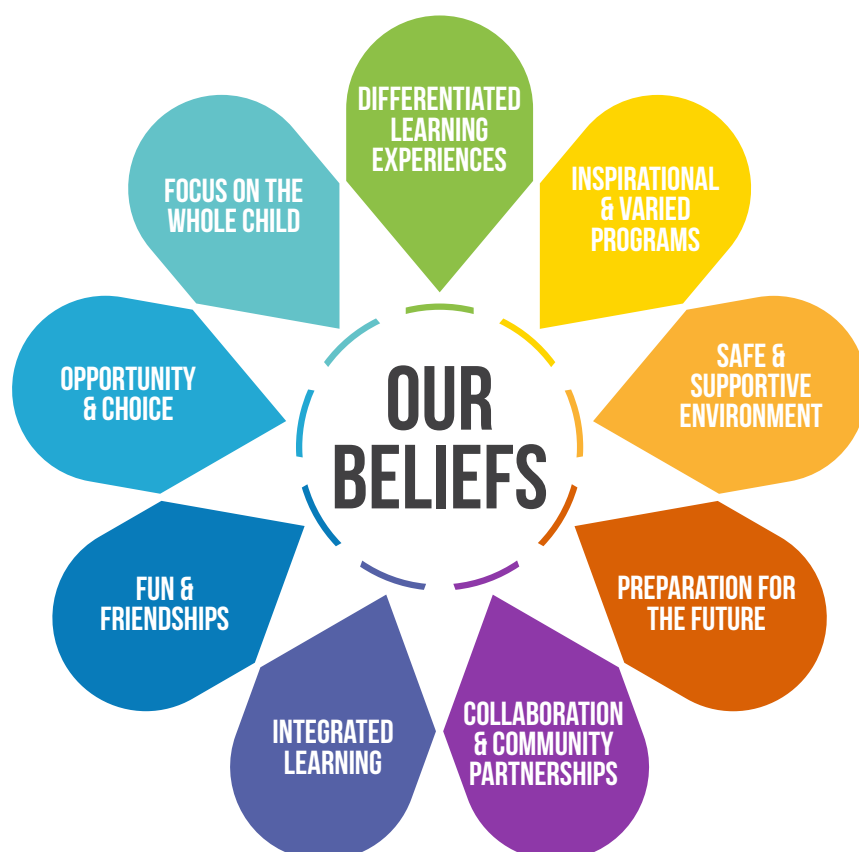 DIFFERENTIATED
LEARNING
EXPERIENCES
INSPIRATIONAL
& VARIED
PROGRAMS
SAFE &
SUPPORTIVE
ENVIRONMENT
PREPARATION FOR
THE FUTURE
COLLABORATION
& COMMUNITY
PARTNERSHIPS
INTEGRATED
LEARNING
FUN &
FRIENDSHIPS
OPPORTUNITY
& CHOICE
FOCUS ON THE
WHOLE CHILD
OUR
BELIEFS